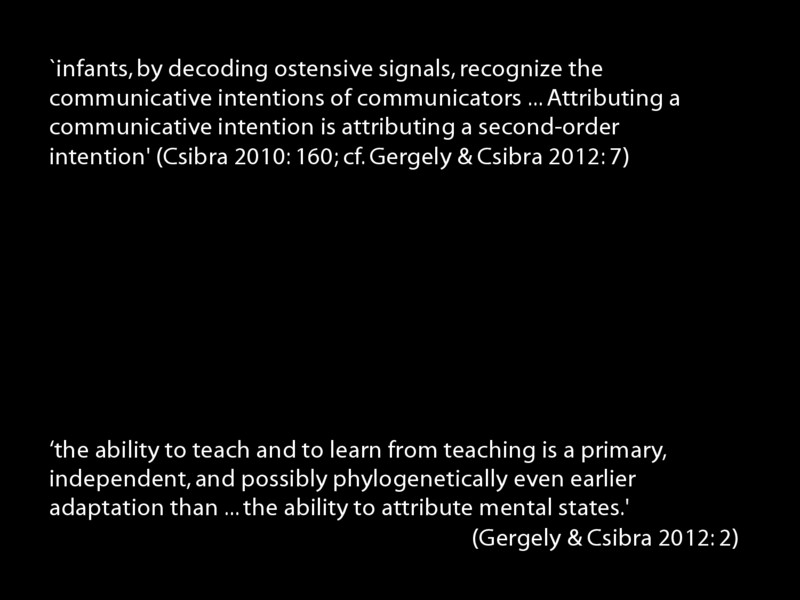 `infants, by decoding ostensive signals, recognize the
communicative intentions of communicators ... Attributing a
communicative intention is attributing a second-order
intention' (Csibra 2010: 160; cf. Gergely & Csibra 2012: 7)
‘the ability to teach and to learn from teaching is a primary,
independent, and possibly phylogenetically even earlier
adaptation than ... the ability to attribute mental states.'
(Gergely & Csibra 2012: 2)